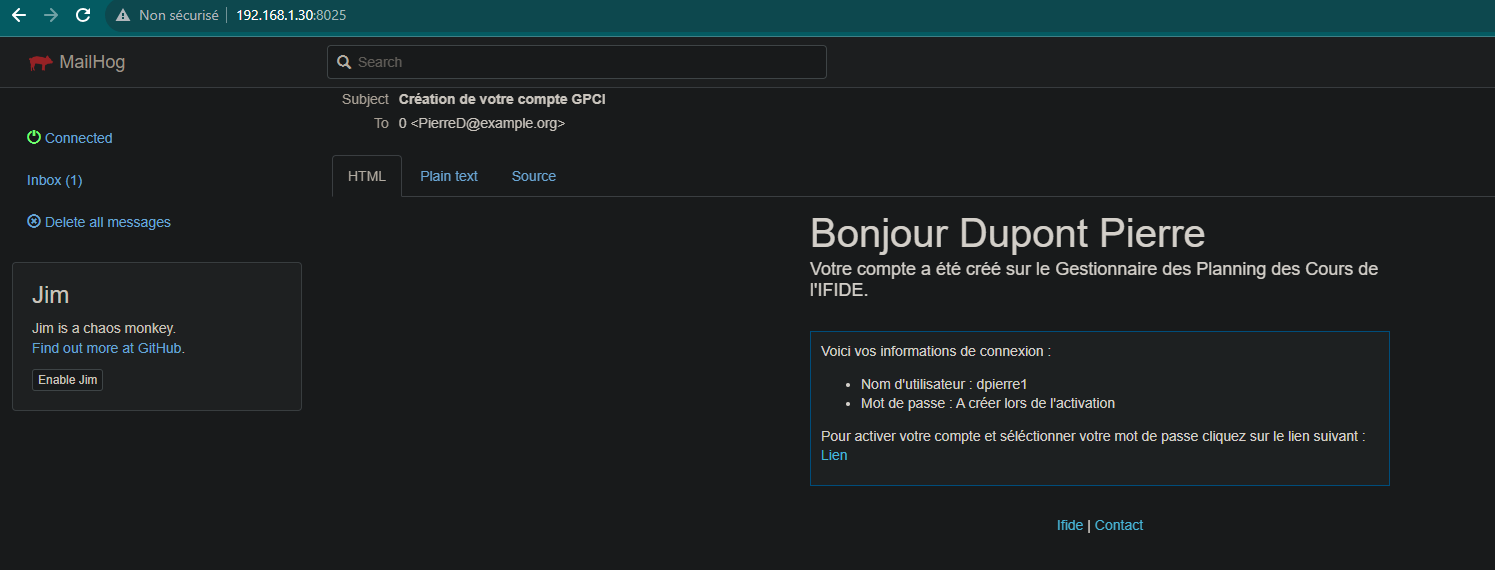 Non sécurisé
192.168.1.30:8025
MailHog
Search
Connected
Inbox (1)
Delete all messages
Jim
Jim is a chaos monkey.
Find out more at GitHub.
Enable Jim
Subject Création de votre compte GPCI
To 0 <PierreD@example.org>
HTML Plain text Source
Bonjour Dupont Pierre
Votre compte a été créé sur le Gestionnaire des Planning des Cours de
l'IFIDE.
Voici vos informations de connexion :
• Nom d'utilisateur : dpierre1
• Mot de passe : A créer lors de l'activation
Pour activer votre compte et séléctionner votre mot de passe cliquez sur le lien suivant :
Lien
Ifide | Contact